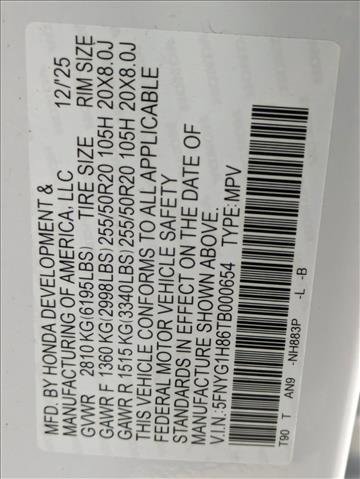 MFD. BY HONDA DEVELOPMENT &
MANUFACTURING OF AMERICA, LLC 12/'25
GVWR 2810 KG(6195LBS) TIRE SIZE RIM SIZE
GAWR F 1360 KG(2998LBS) 255/50R20 105H 20X8.0J
GAWR R 1515 KG(3340LBS) 255/50R20 105H 20X8.0J
THIS VEHICLE CONFORMS TO ALL APPLICABLE
FEDERAL MOTOR VEHICLE SAFETY
STANDARDS IN EFFECT ON THE DATE OF
MANUFACTURE SHOWN ABOVE.
V.I.N.:5FNYG1H86TB000654 TYPE:MPV
T90 T AN9 -NH883P -L -B